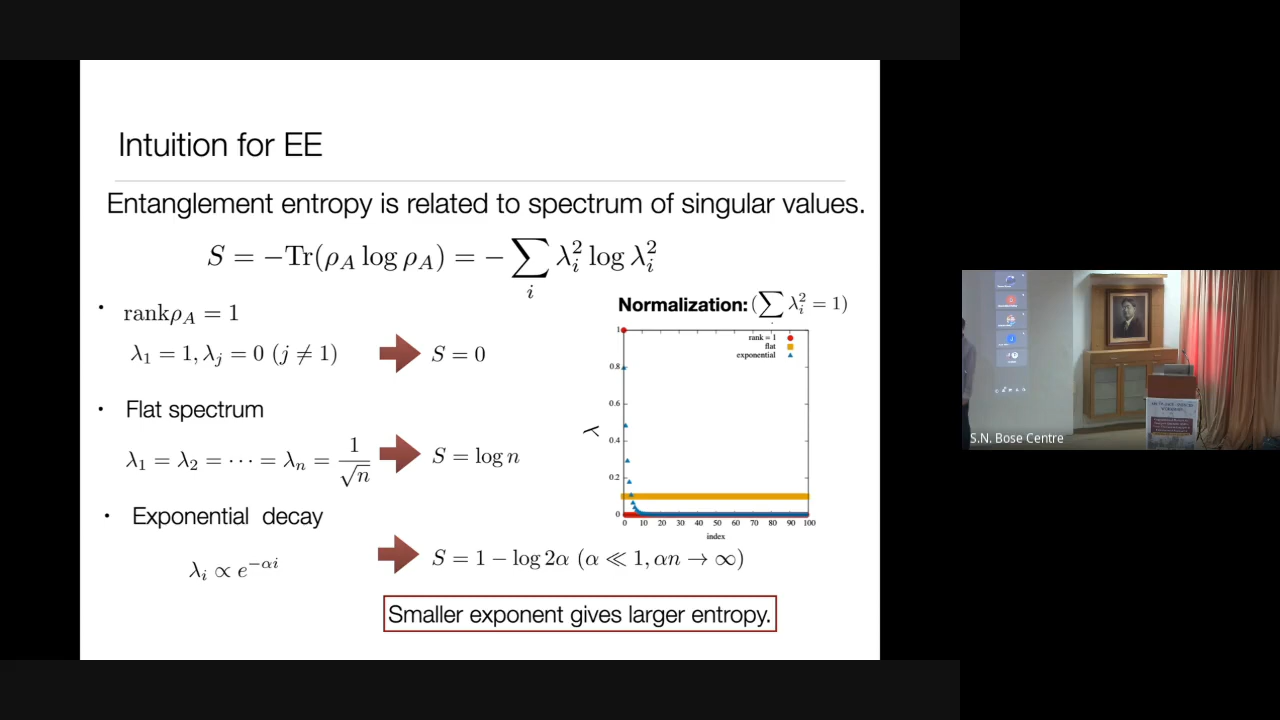 Intuition for EE
Entanglement entropy is related to spectrum of singular values.
S = −Tr(ρ_A log ρ_A) = − ∑_i λ_i^2 log λ_i^2
• rankρ_A = 1
λ_1 = 1, λ_j = 0 (j ≠ 1)
S = 0
• Flat spectrum
λ_1 = λ_2 = ⋯ = λ_n = 1/√n
S = log n
• Exponential decay
λ_i ∝ e^{−αi}
S = 1 − log 2α (α ≪ 1, αn → ∞)
Smaller exponent gives larger entropy.
Normalization: (∑ λ_i^2 = 1)
rank = 1
flat
exponential
1
0.8
0.6
0.4
0.2
0
λ
0 10 20 30 40 50 60 70 80 90 100
index
S.N. Bose Centre